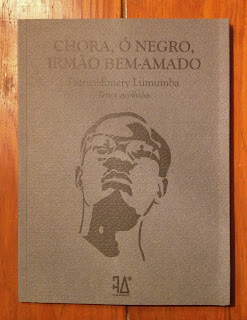 CHORA, Ó NEGRO,
IRMÃO BEM-AMADO
Patrice Emery Lumumba
Textos escolhidos